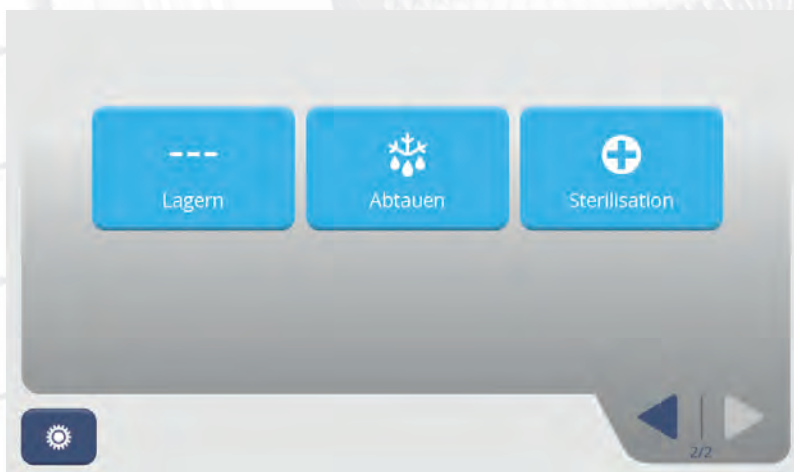 ---
Lagern
Abtauen
Sterilisation
2/2